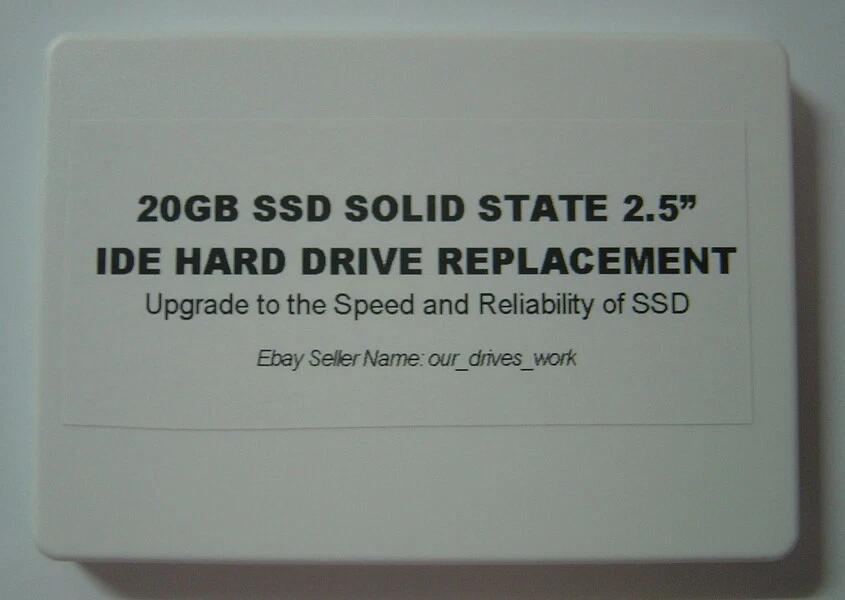 20GB SSD SOLID STATE 2.5”
IDE HARD DRIVE REPLACEMENT
Upgrade to the Speed and Reliability of SSD
Ebay Seller Name: our_drives_work